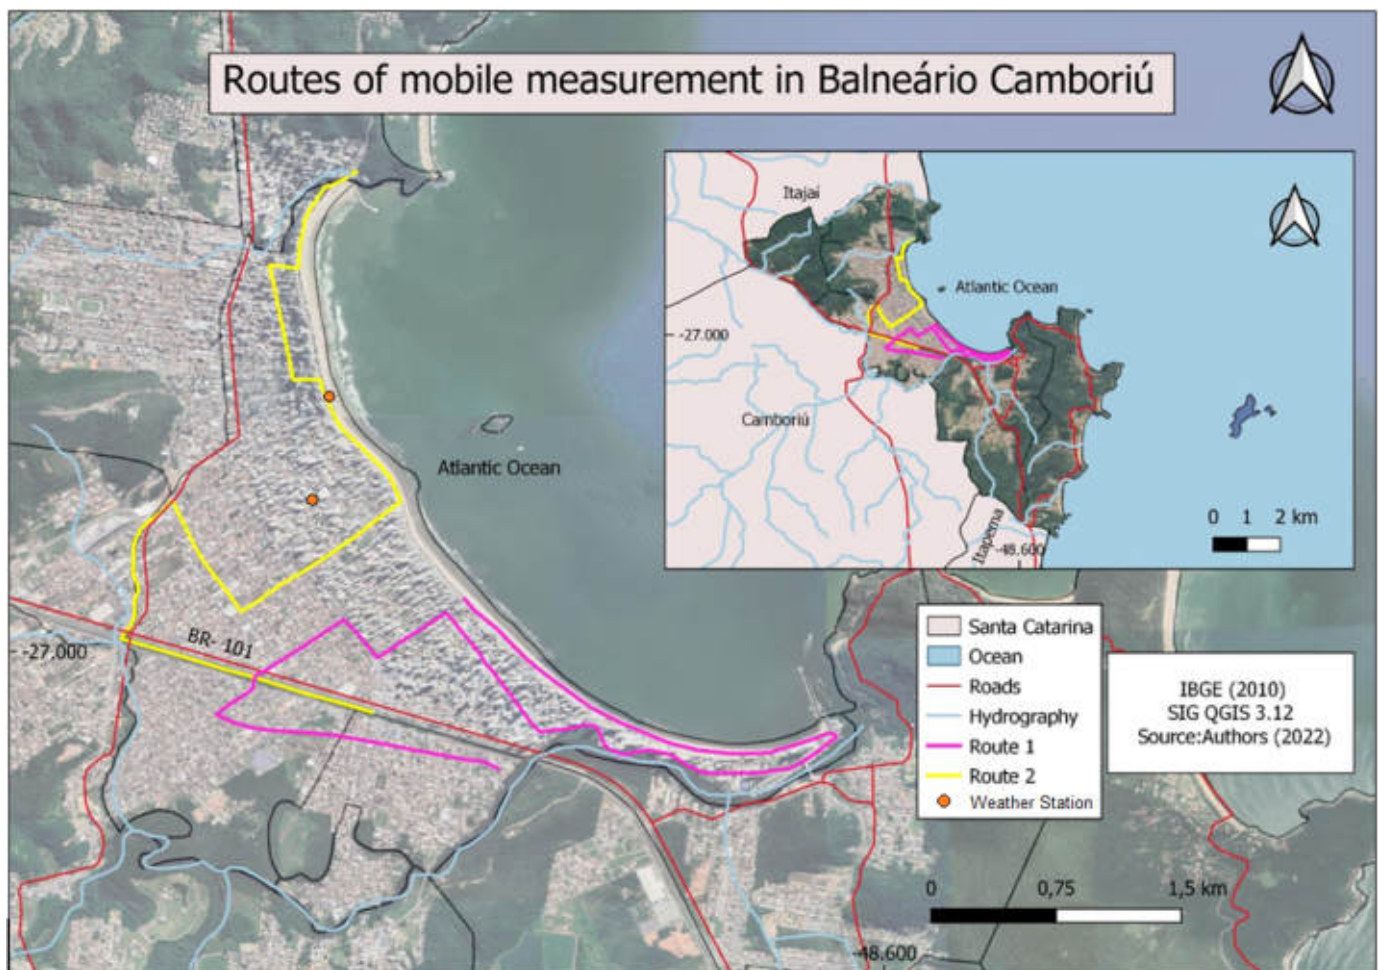 Routes of mobile measurement in Balneário Camboriú
Itajaí
Atlantic Ocean
-27.000
Camboriú
Itapema
-48.600
0 1 2 km
Atlantic Ocean
BR- 101
-27.000
Santa Catarina
Ocean
Roads
Hydrography
Route 1
Route 2
Weather Station
IBGE (2010)
SIG QGIS 3.12
Source:Authors (2022)
0 0,75 1,5 km
-48.600